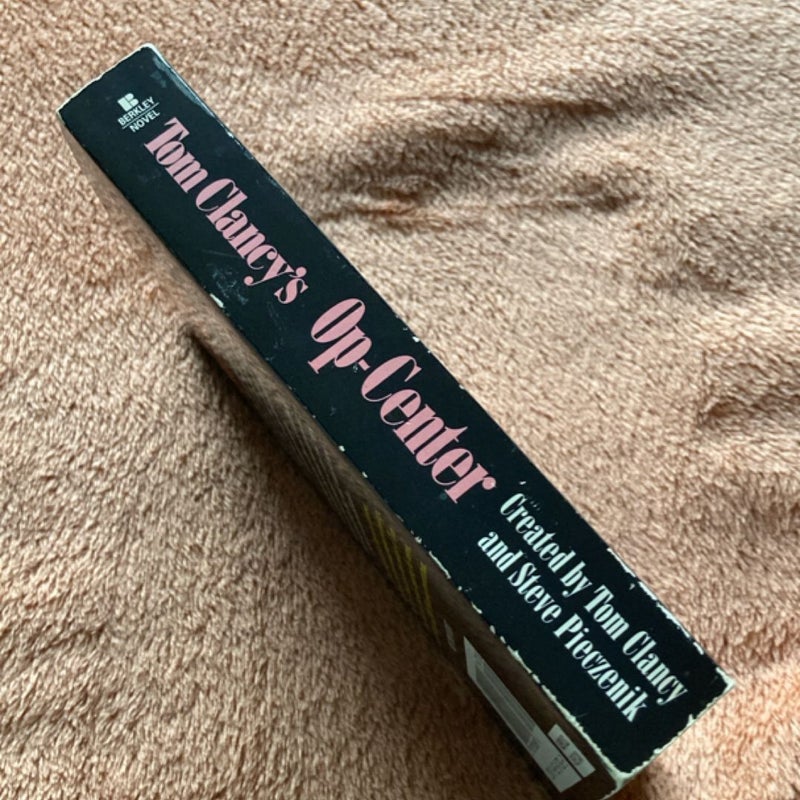 B
BERKLEY
NOVEL
Tom Clancy's Op-Center
Created by Tom Clancy
and Steve Pieczenik